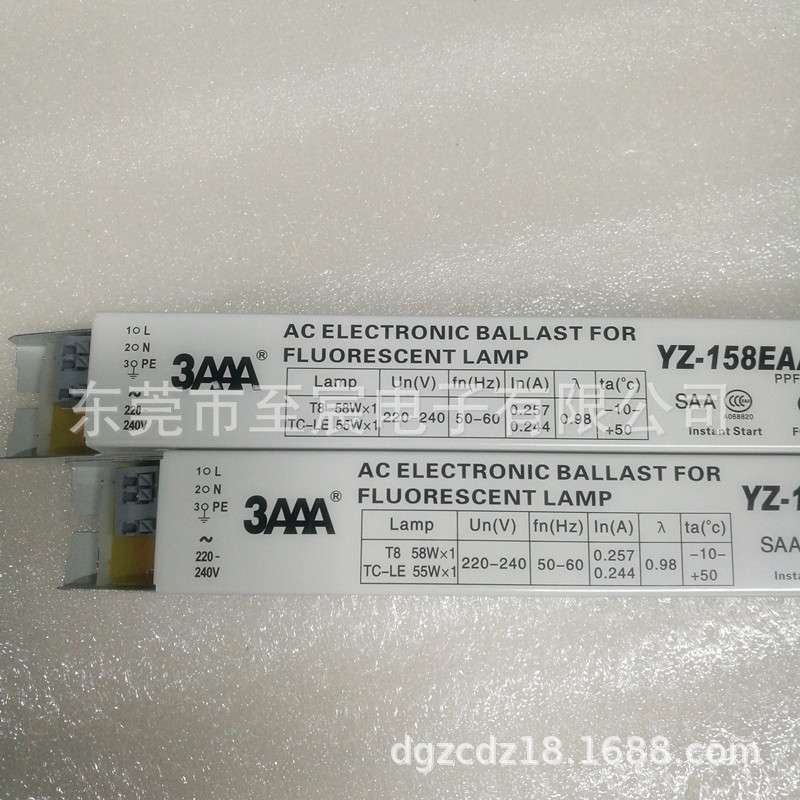 1 L
2 N
3 PE
~
220-
240V
3AAA®
AC ELECTRONIC BALLAST FOR
FLUORESCENT LAMP
Lamp Un(V) fn(Hz) In(A) λ ta(°c)
T8 58W×1 220-240 50-60 0.257 0.98 -10-
TC-LE 55W×1 0.244 +50
YZ-158EAA
PPF
SAA CCC
4068820
Instant Start
东莞市至宸电子有限公司
1 L
2 N
3 PE
~
220-
240V
3AAA®
AC ELECTRONIC BALLAST FOR
FLUORESCENT LAMP
Lamp Un(V) fn(Hz) In(A) λ ta(°c)
T8 58W×1 220-240 50-60 0.257 0.98 -10-
TC-LE 55W×1 0.244 +50
YZ-1
SAA
Insta
dgzcdz18.1688.com